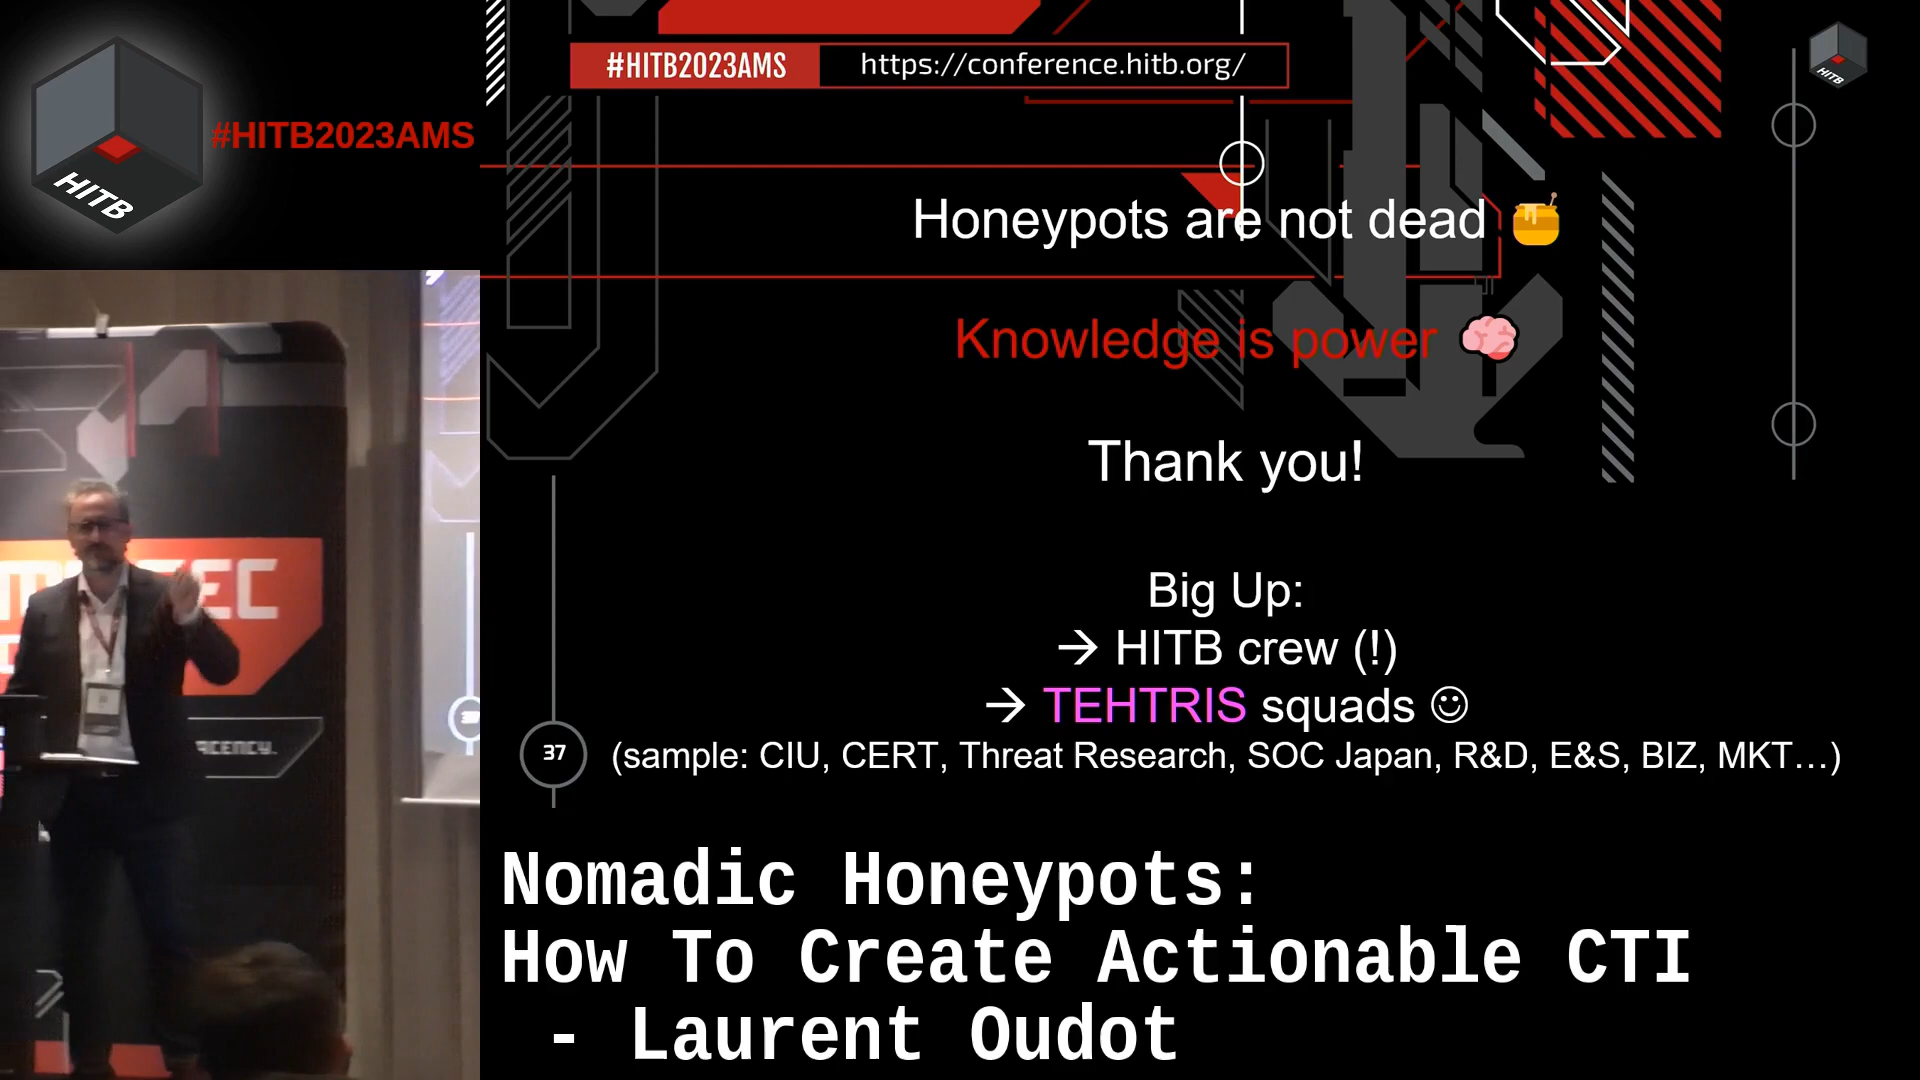 HITB
#HITB2023AMS
#HITB2023AMS
https://conference.hitb.org/
HITB
Honeypots are not dead
Knowledge is power
Thank you!
Big Up:
→ HITB crew (!)
→ TEHTRIS squads ☺
(sample: CIU, CERT, Threat Research, SOC Japan, R&D, E&S, BIZ, MKT…)
37
AGENCY.
Nomadic Honeypots:
How To Create Actionable CTI
- Laurent Oudot